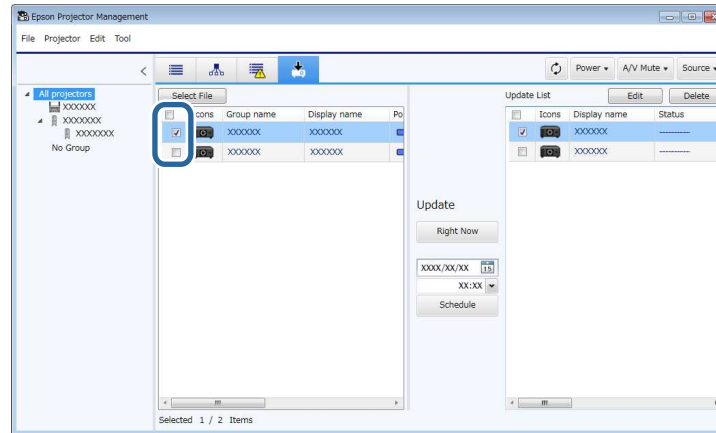 Epson Projector Management
File Projector Edit Tool
Power A/V Mute Source
All projectors
XXXXXX
XXXXXXX
XXXXXXX
No Group
Select File
Icons Group name Display name Po
XXXXXX XXXXXX
XXXXXX XXXXXX
Update
Right Now
XXXX/XX/XX 15
XX:XX
Schedule
Update List Edit Delete
Icons Display name Status
XXXXXX ----------
XXXXXX ----------
Selected 1 / 2 Items